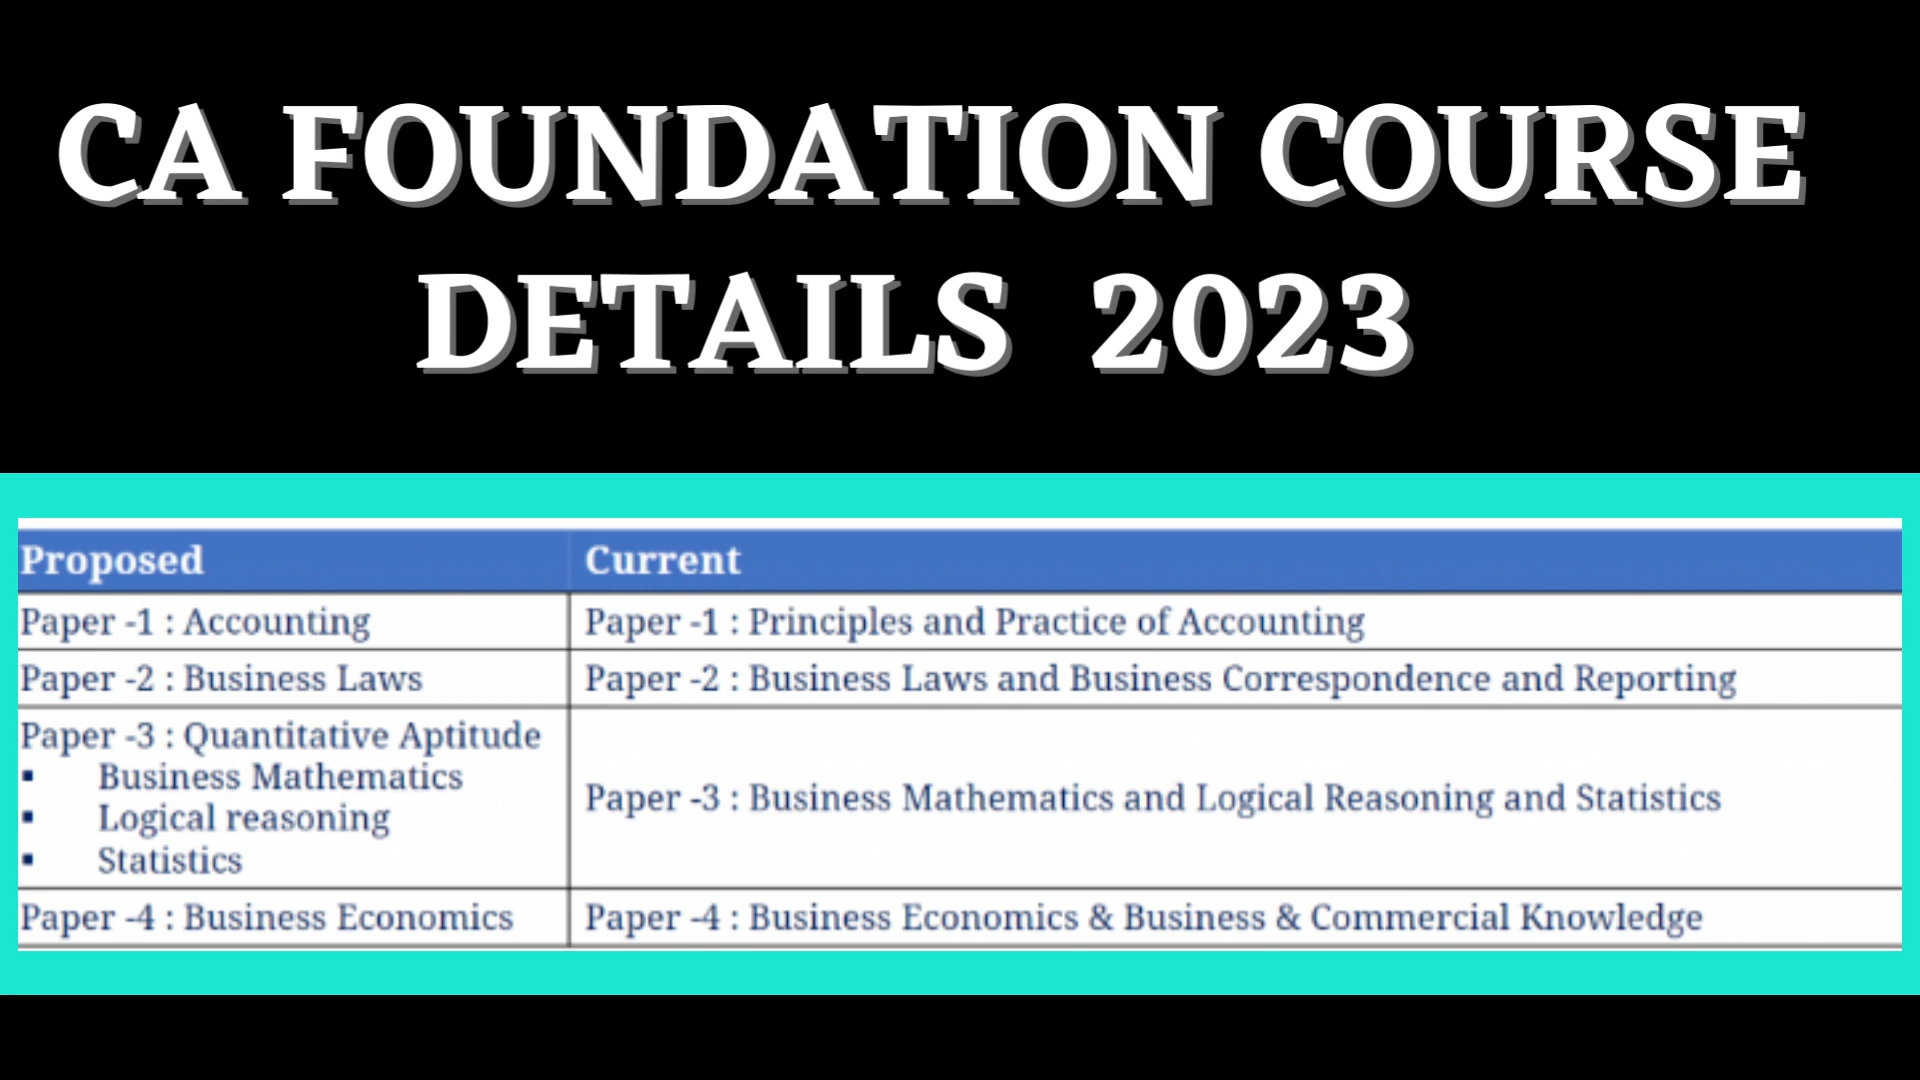 CA FOUNDATION COURSE
DETAILS 2023
Proposed
Current
Paper -1 : Accounting
Paper -1 : Principles and Practice of Accounting
Paper -2 : Business Laws
Paper -2 : Business Laws and Business Correspondence and Reporting
Paper -3 : Quantitative Aptitude
▪ Business Mathematics
▪ Logical reasoning
▪ Statistics
Paper -3 : Business Mathematics and Logical Reasoning and Statistics
Paper -4 : Business Economics
Paper -4 : Business Economics & Business & Commercial Knowledge